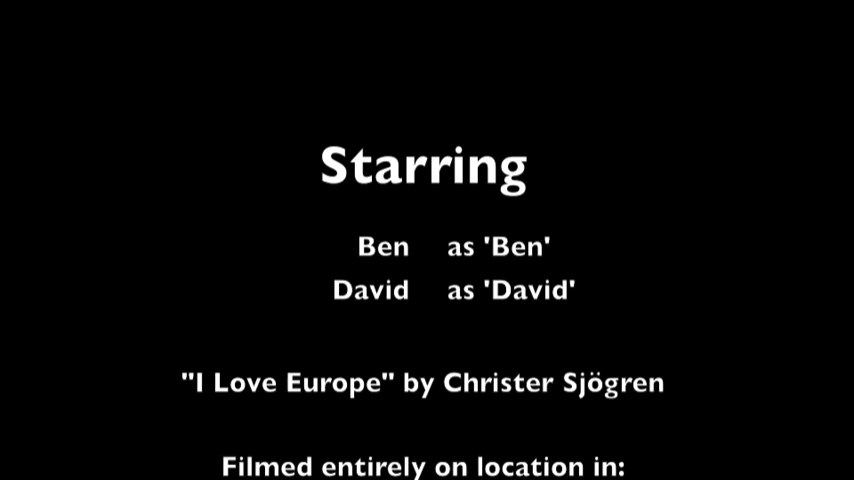 Starring
Ben as 'Ben'
David as 'David'
"I Love Europe" by Christer Sjögren
Filmed entirely on location in: